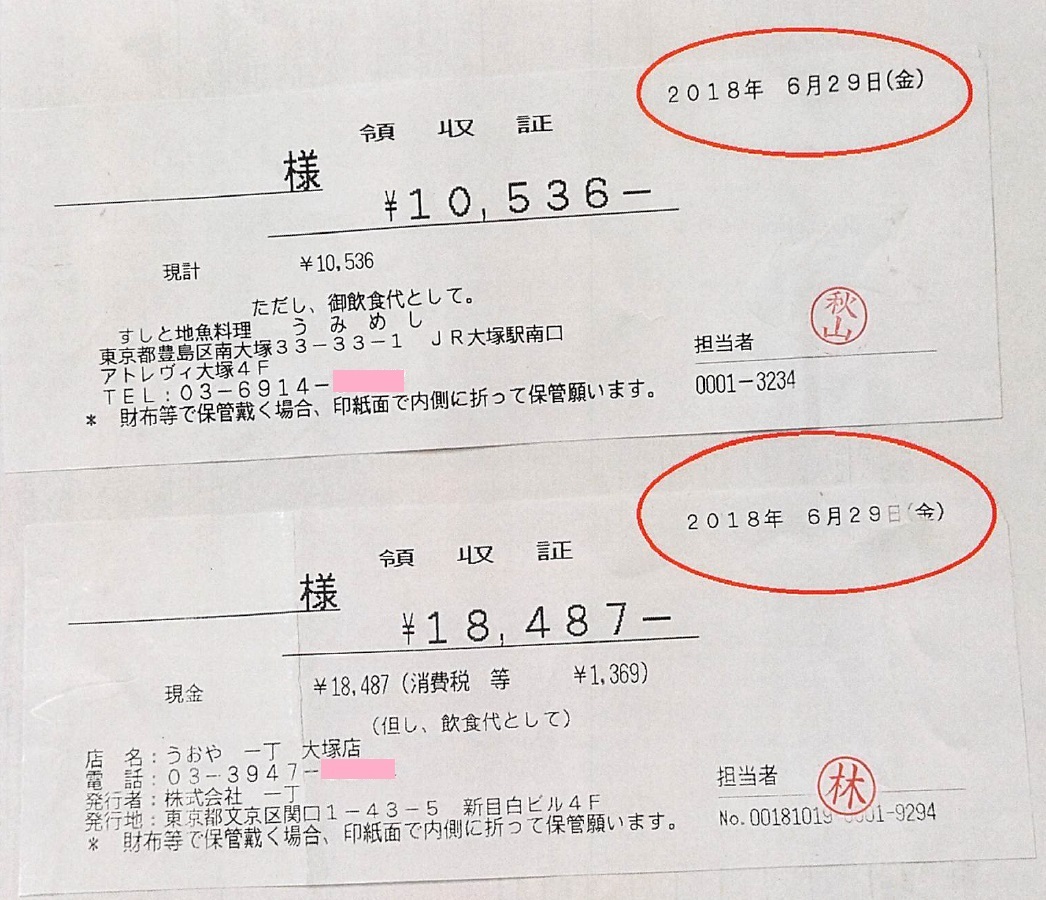 ２０１８年　６月２９日(金)
領　収　証
様
￥１０,５３６－
現計　￥10,536
ただし、御飲食代として。
すしと地魚料理　うみめし
東京都豊島区南大塚３３－３３－１　ＪＲ大塚駅南口
アトレヴィ大塚４Ｆ
ＴＥＬ：０３－６９１４－
＊　財布等で保管戴く場合、印紙面で内側に折って保管願います。
担当者
秋山
0001－3234
２０１８年　６月２９日(金)
領　収　証
様
￥１８,４８７－
現金　￥18,487（消費税　等　￥1,369）
（但し、飲食代として）
店　名：うおや　一丁　大塚店
電　話：０３－３９４７－
発行者：株式会社　一丁
発行地：東京都文京区関口１－４３－５　新目白ビル４Ｆ
＊　財布等で保管戴く場合、印紙面で内側に折って保管願います。
担当者
林
No.00181019 001-9294